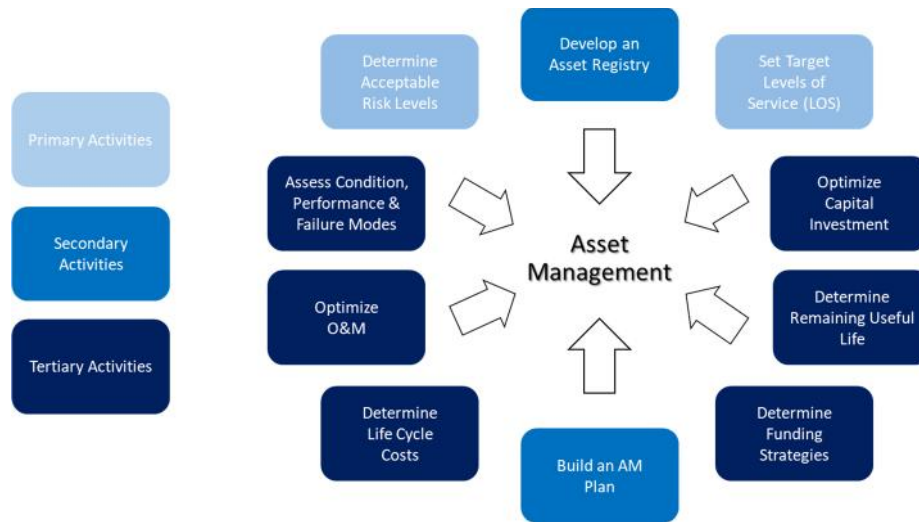 Primary Activities
Secondary
Activities
Tertiary Activities
Determine
Acceptable
Risk Levels
Develop an
Asset Registry
Set Target
Levels of
Service (LOS)
Assess Condition,
Performance &
Failure Modes
Optimize
Capital
Investment
Asset
Management
Optimize
O&M
Determine
Remaining Useful
Life
Determine
Life Cycle
Costs
Build an AM
Plan
Determine
Funding
Strategies